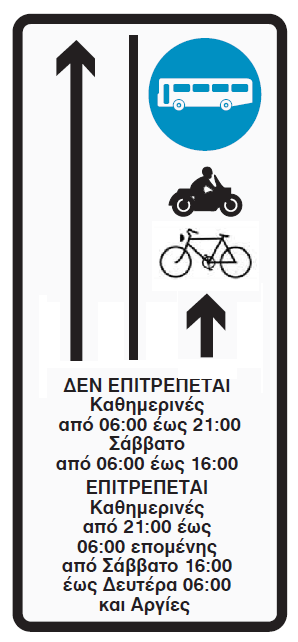 ΔΕΝ ΕΠΙΤΡΕΠΕΤΑΙ
Καθημερινές
από 06:00 έως 21:00
Σάββατο
από 06:00 έως 16:00
ΕΠΙΤΡΕΠΕΤΑΙ
Καθημερινές
από 21:00 έως
06:00 επομένης
από Σάββατο 16:00
έως Δευτέρα 06:00
και Αργίες